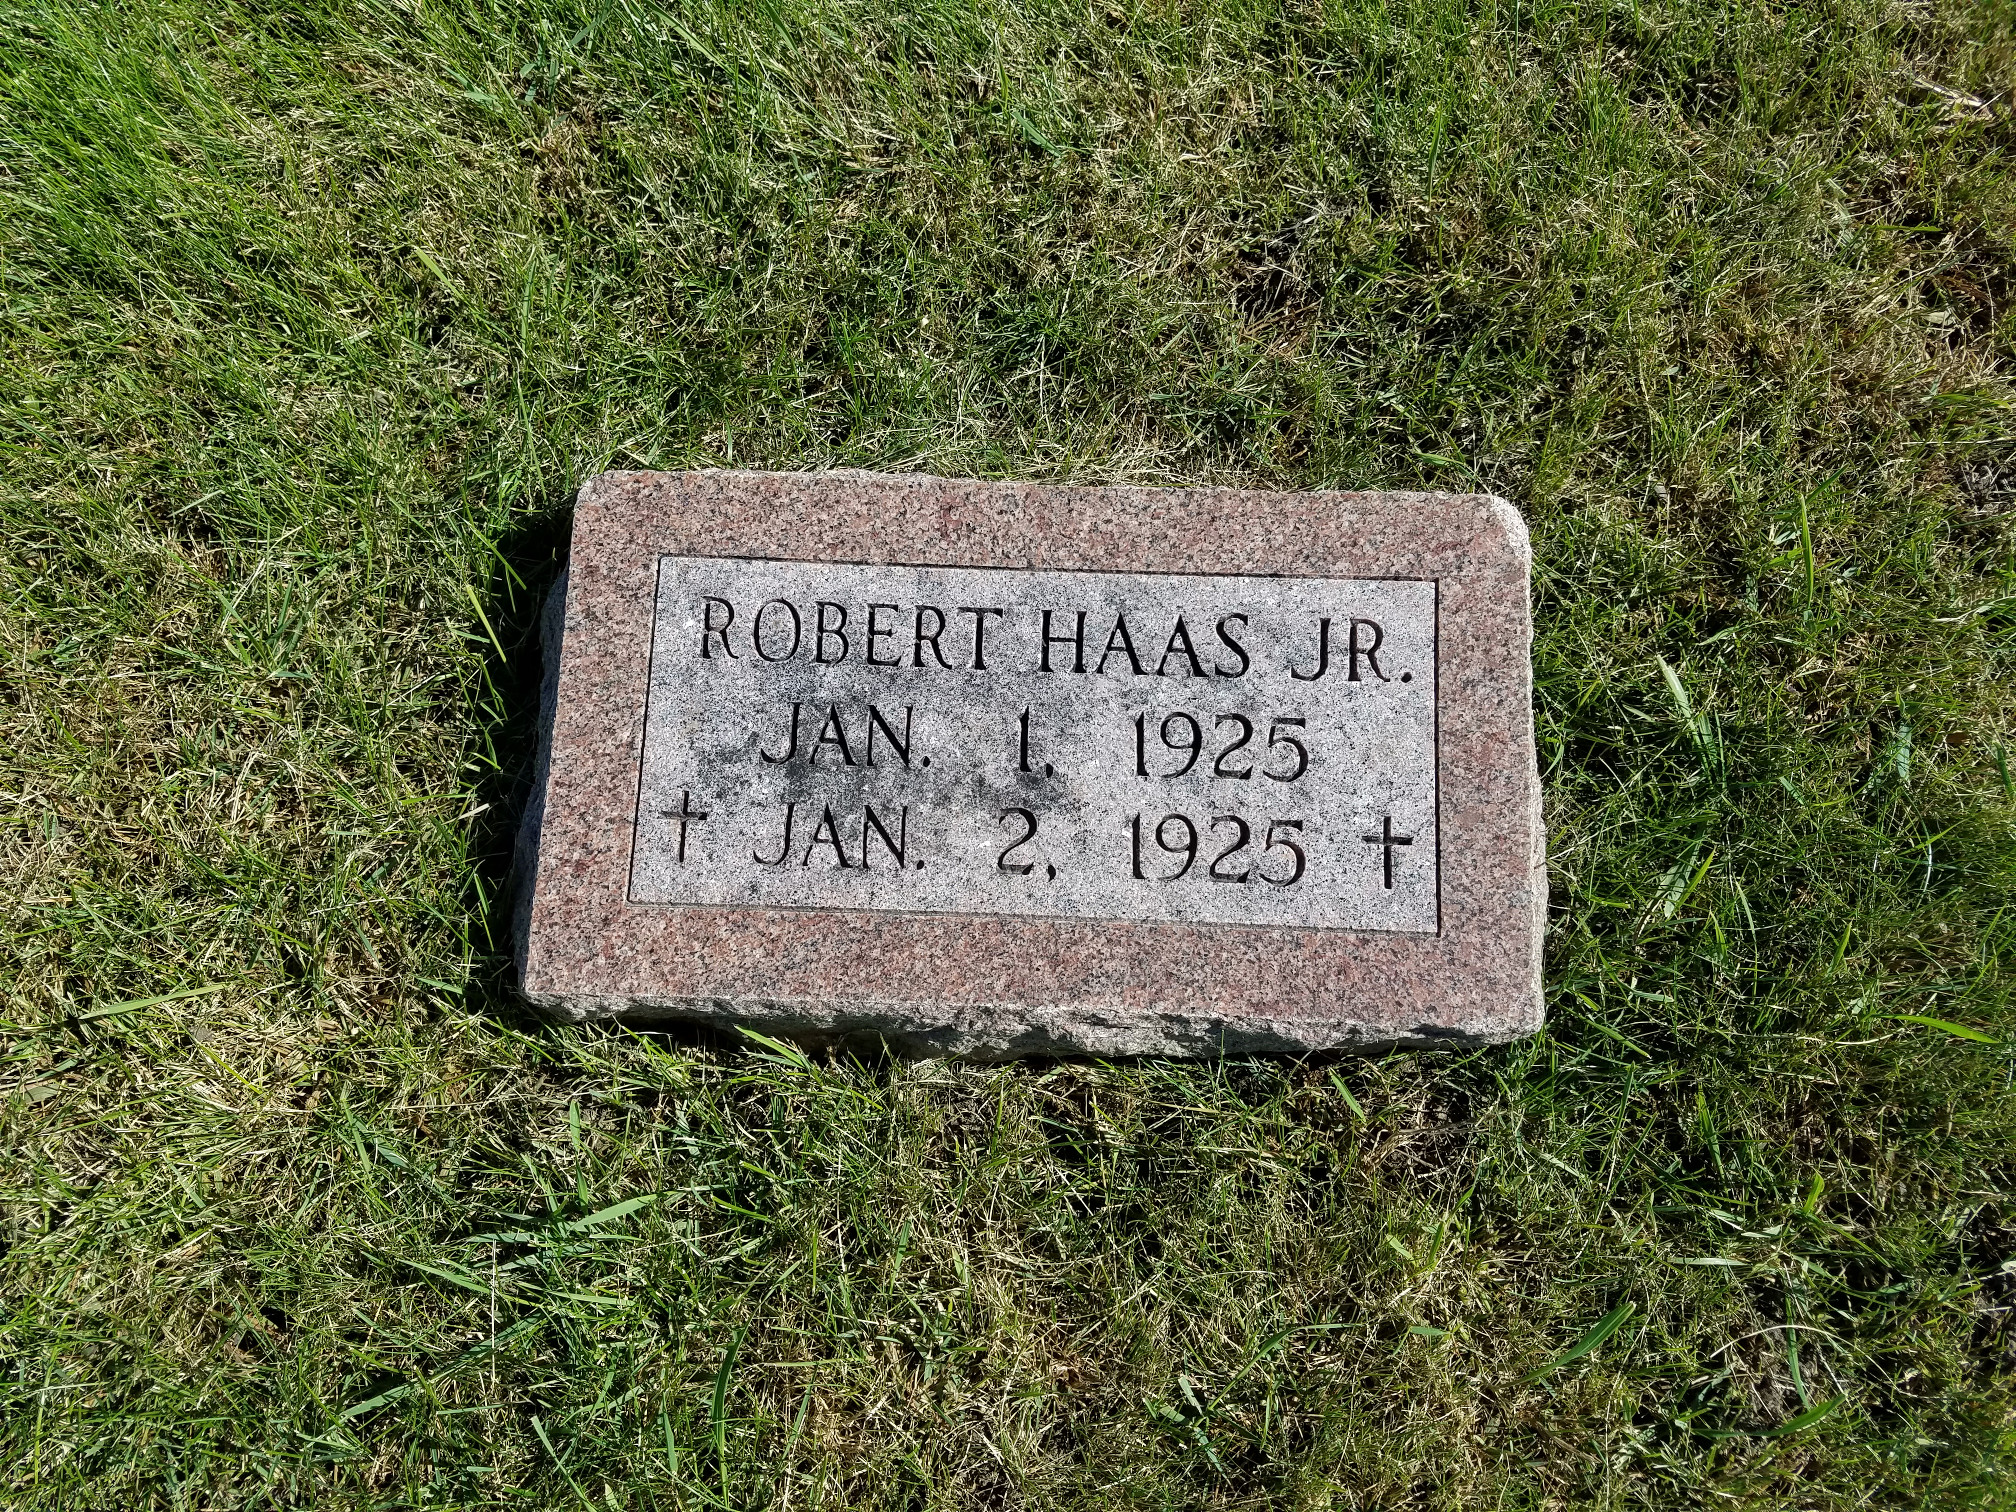 ROBERT HAAS JR.
JAN. 1, 1925
† JAN. 2, 1925 †